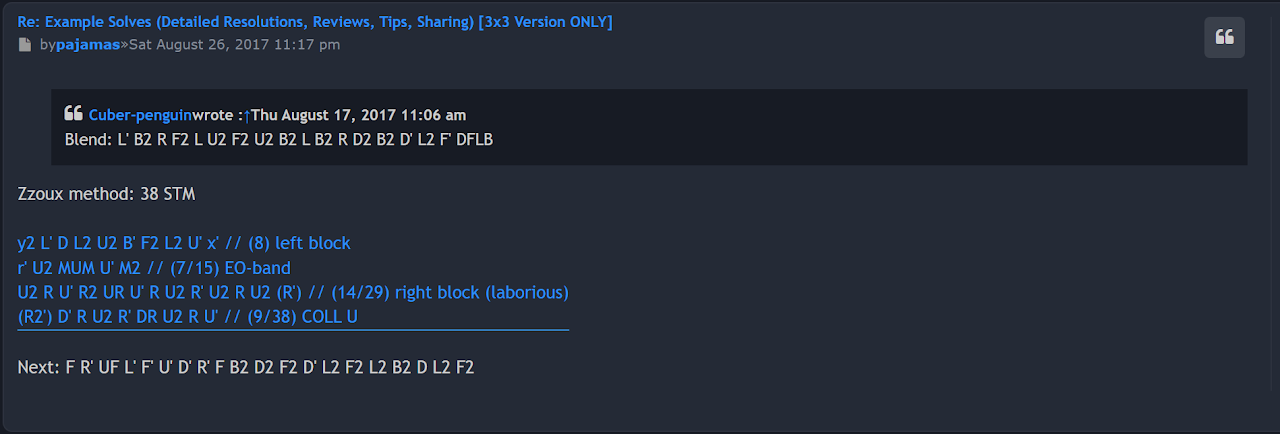 Re: Example Solves (Detailed Resolutions, Reviews, Tips, Sharing) [3x3 Version ONLY]
bypajamas»Sat August 26, 2017 11:17 pm
Cuber-penguinwrote :↑Thu August 17, 2017 11:06 am
Blend: L' B2 R F2 L U2 F2 U2 B2 L B2 R D2 B2 D' L2 F' DFLB
Zzoux method: 38 STM
y2 L' D L2 U2 B' F2 L2 U' x' // (8) left block
r' U2 MUM U' M2 // (7/15) EO-band
U2 R U' R2 UR U' R U2 R' U2 R U2 (R') // (14/29) right block (laborious)
(R2') D' R U2 R' DR U2 R U' // (9/38) COLL U
Next: F R' UF L' F' U' D' R' F B2 D2 F2 D' L2 F2 L2 B2 D L2 F2